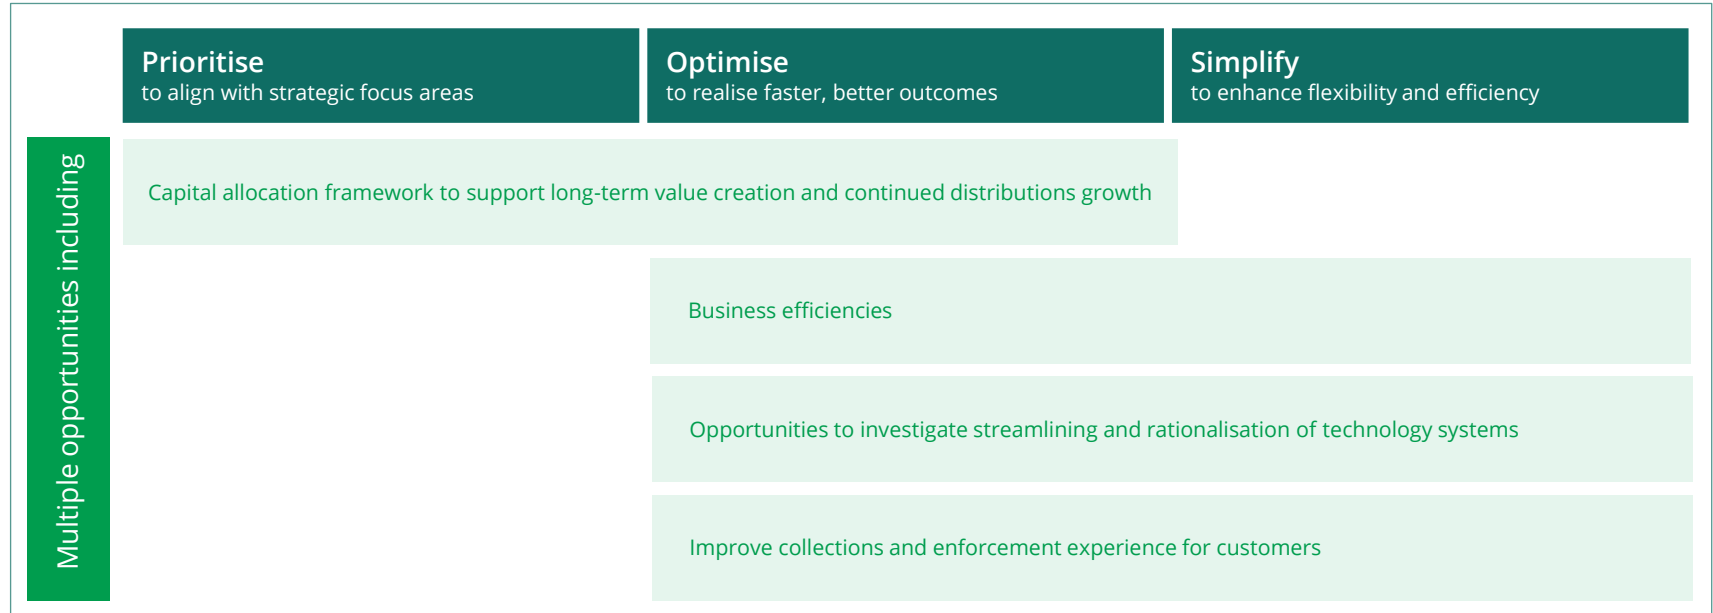 Prioritise
to align with strategic focus areas
Optimise
to realise faster, better outcomes
Simplify
to enhance flexibility and efficiency
Multiple opportunities including
Capital allocation framework to support long-term value creation and continued distributions growth
Business efficiencies
Opportunities to investigate streamlining and rationalisation of technology systems
Improve collections and enforcement experience for customers